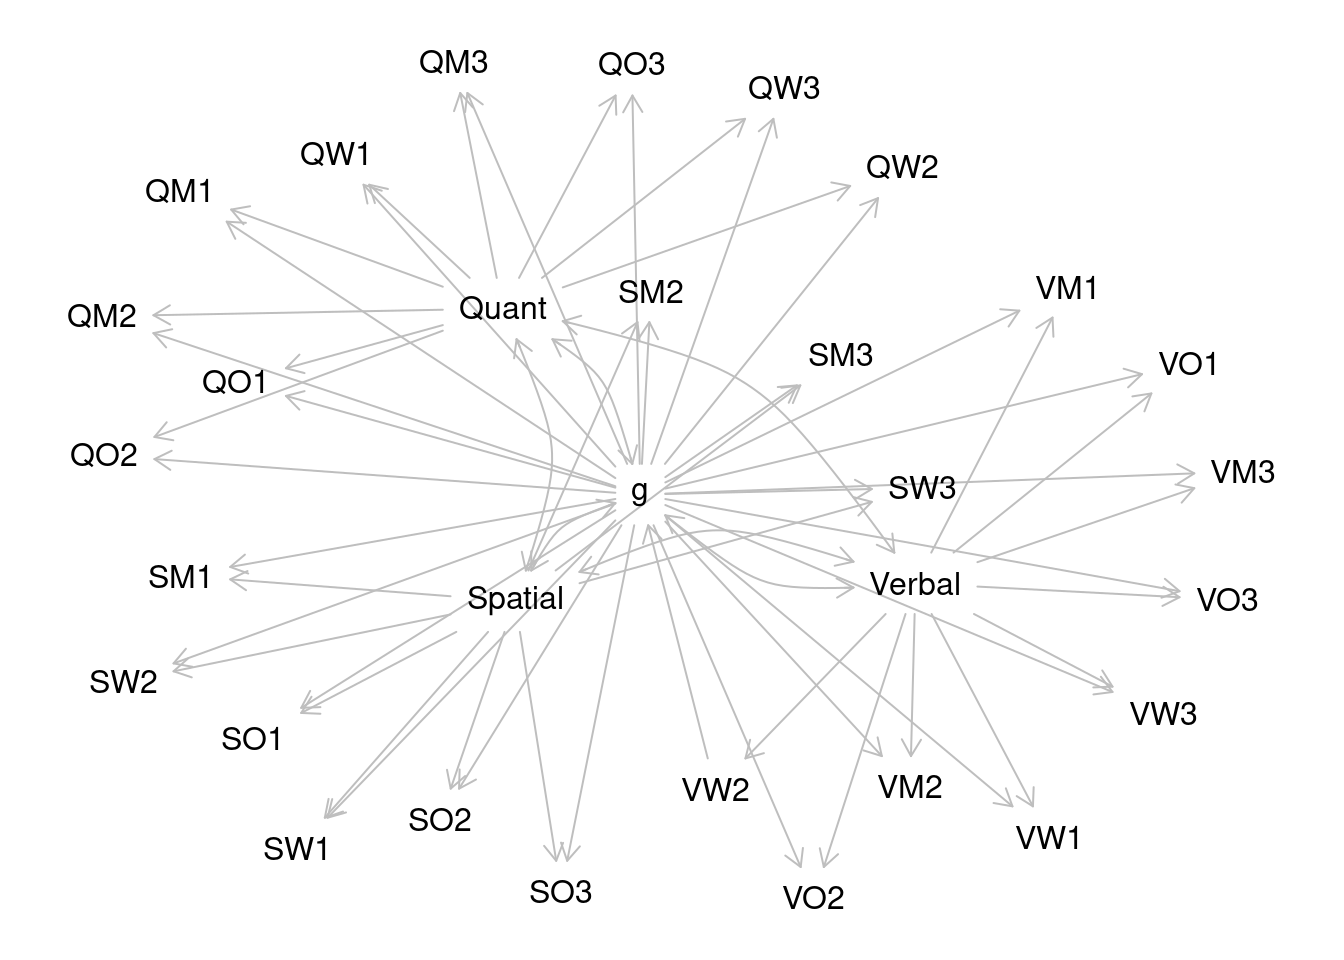 QM3
QO3
QW3
QW1
QW2
QM1
VM1
SM2
Quant
QM2
SM3
VO1
QO1
QO2
VM3
SW3
g
SM1
Verbal
Spatial
VO3
SW2
VW3
SO1
VM2
VW2
SO2
VW1
SW1
SO3
VO2